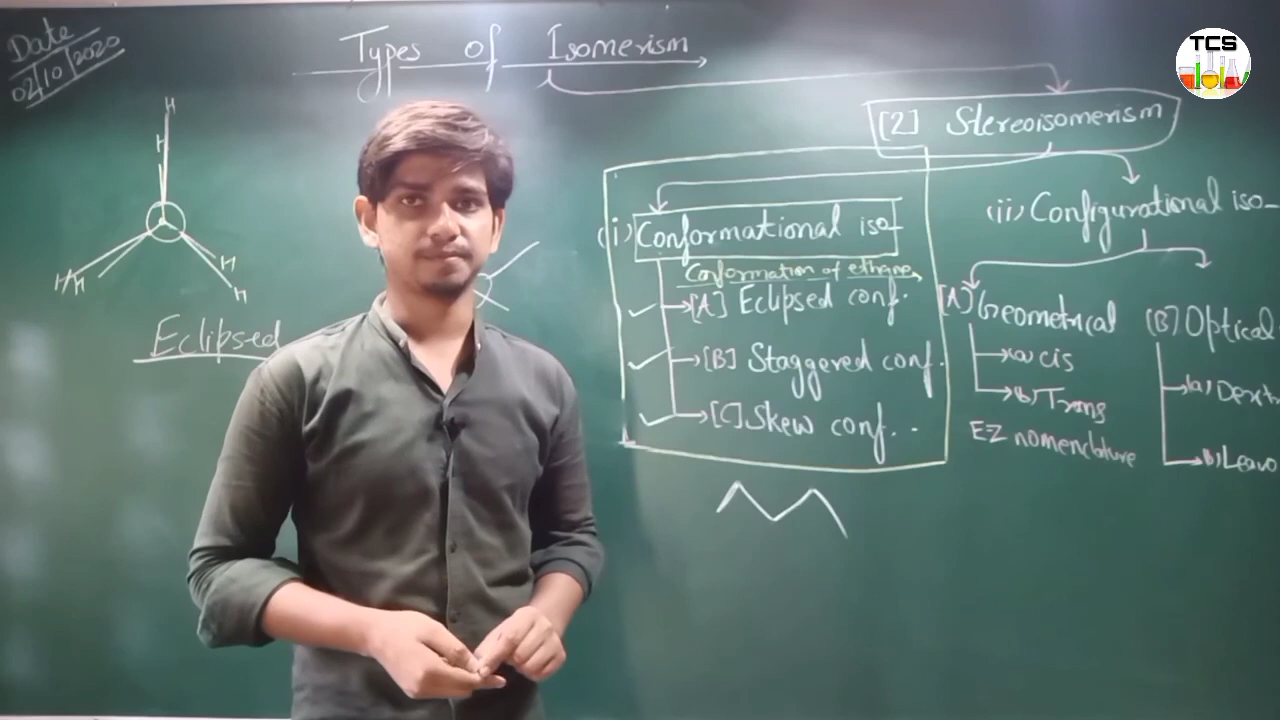 Date
02/10/2020
Types of Isomerism
TCS
[2] Stereoisomerism
(i) Conformational iso-
Conformation of ethane
[A] Eclipsed conf.
[B] Staggered conf.
[C] Skew conf. . .
(ii) Configurational iso-
[A] Geometrical
(a) cis
b) Trans
E-Z nomenclature
(B) Optical
(a) Dextr
b) Leavo
H
H
H
H
H
H
Eclipsed